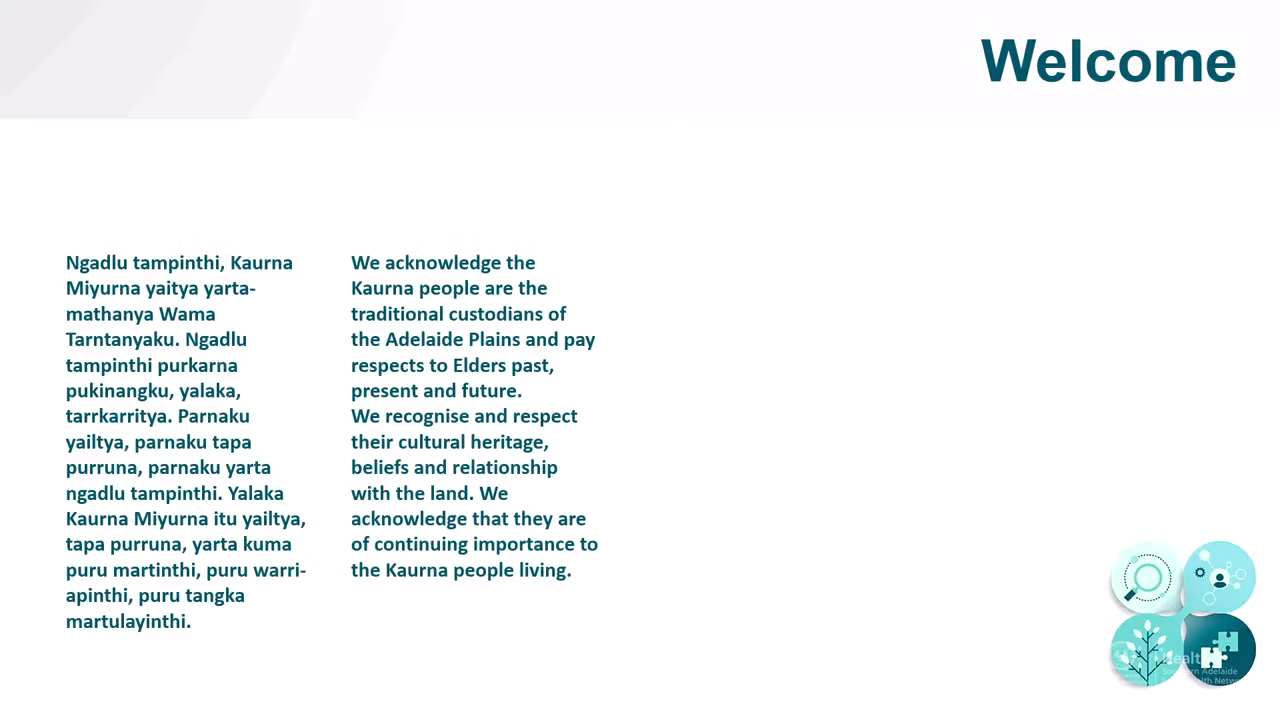 Welcome
Ngadlu tampinthi, Kaurna
Miyurna yaitya yarta-
mathanya Wama
Tarntanyaku. Ngadlu
tampinthi purkarna
pukinangku, yalaka,
tarrkarritya. Parnaku
yailtya, parnaku tapa
purruna, parnaku yarta
ngadlu tampinthi. Yalaka
Kaurna Miyurna itu yailtya,
tapa purruna, yarta kuma
puru martinthi, puru warri-
apinthi, puru tangka
martulayinthi.
We acknowledge the
Kaurna people are the
traditional custodians of
the Adelaide Plains and pay
respects to Elders past,
present and future.
We recognise and respect
their cultural heritage,
beliefs and relationship
with the land. We
acknowledge that they are
of continuing importance to
the Kaurna people living.
Adelaide